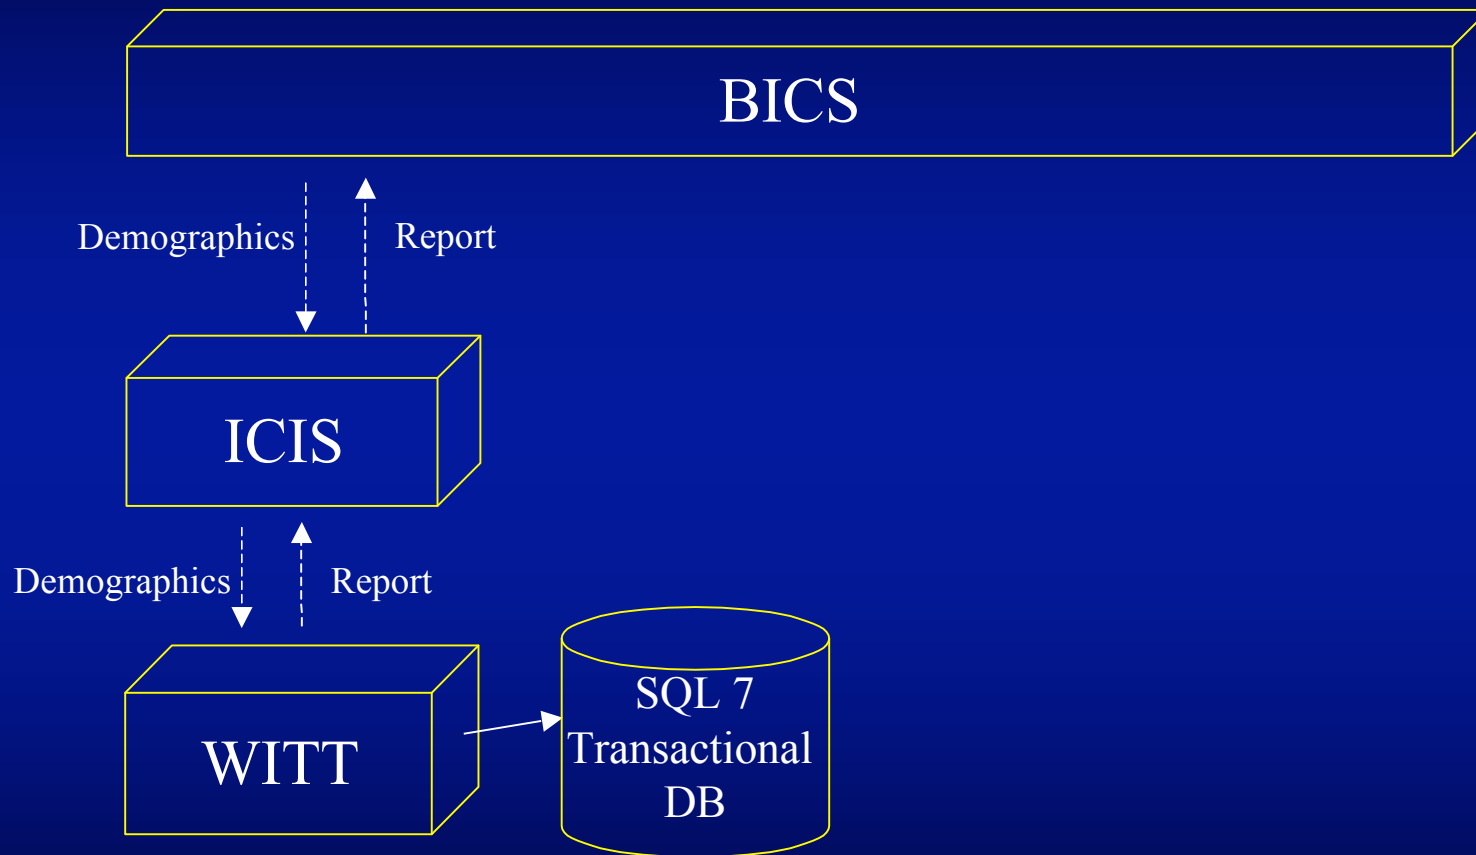 BICS
Demographics
Report
ICIS
Demographics
Report
WITT
SQL 7
Transactional
DB